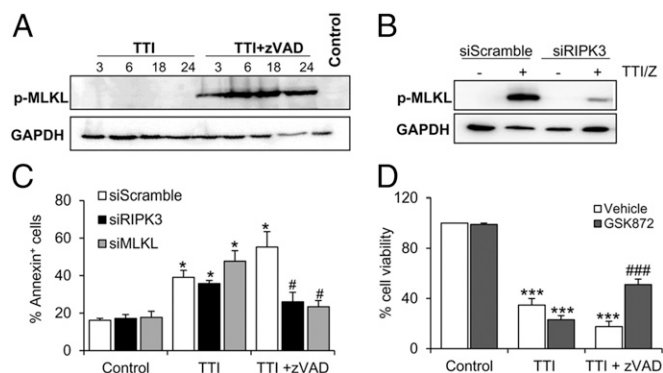 A
TTI TTI+zVAD Control
3 6 18 24 3 6 18 24
p-MLKL
GAPDH
B
siScramble siRIPK3
- + - + TTI/Z
p-MLKL
GAPDH
C
siScramble
siRIPK3
siMLKL
% Annexin⁺ cells
80
60
40
20
0
* * * * # #
Control TTI TTI +zVAD
D
Vehicle
GSK872
% cell viability
120
80
40
0
*** *** *** ###
Control TTI TTI + zVAD